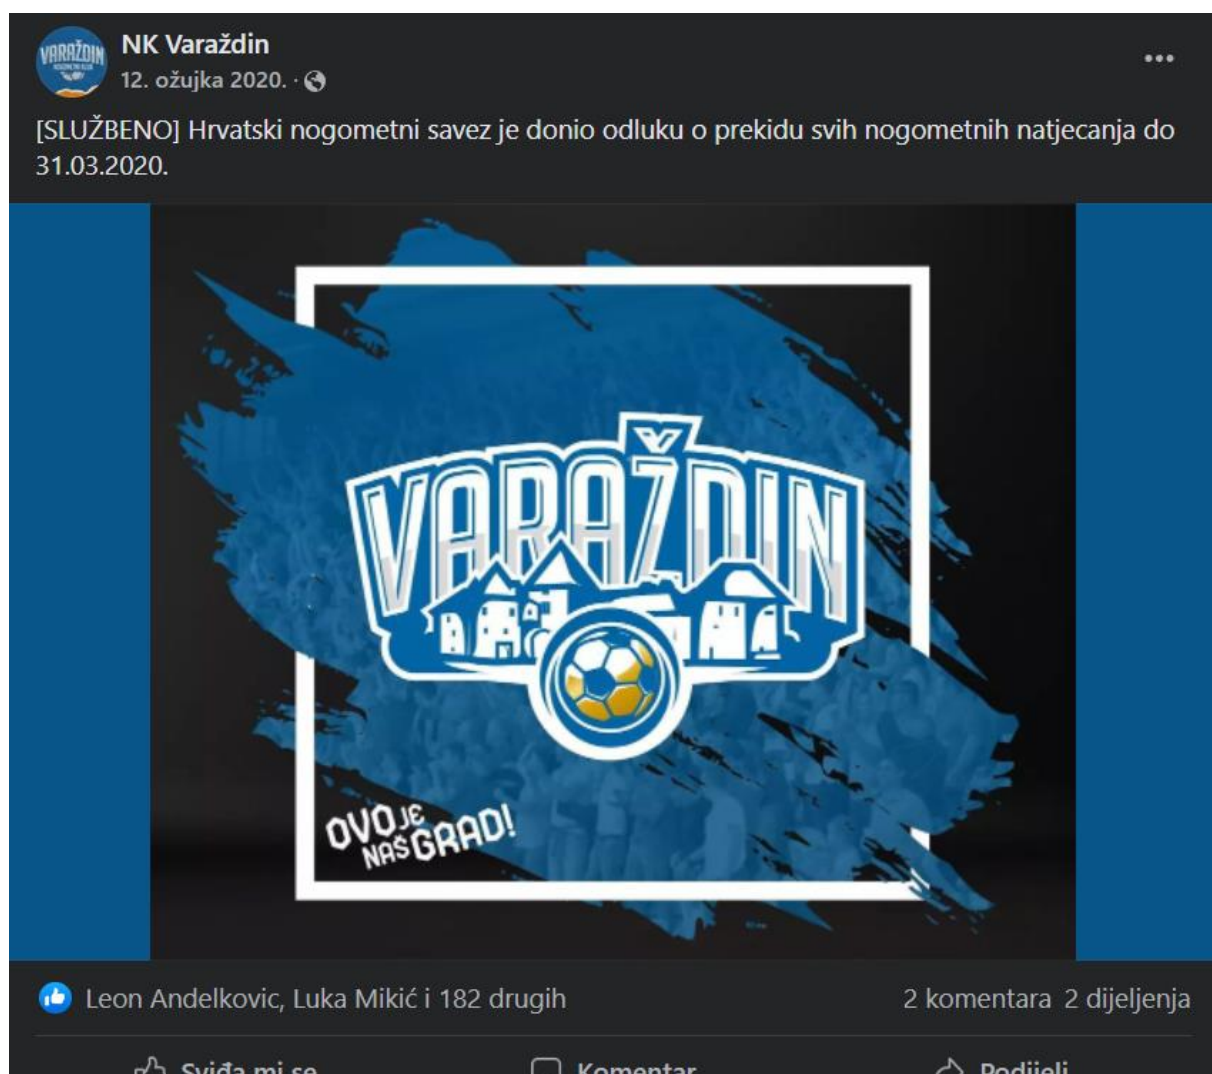 VARAŽDIN
NK Varaždin
12. ožujka 2020. ·
[SLUŽBENO] Hrvatski nogometni savez je donio odluku o prekidu svih nogometnih natjecanja do
31.03.2020.
VARAŽDIN
OVO JE
NAŠ GRAD!
Leon Andelkovic, Luka Mikić i 182 drugih
2 komentara 2 dijeljenja
Sviđa mi se
Komentar
Podijeli